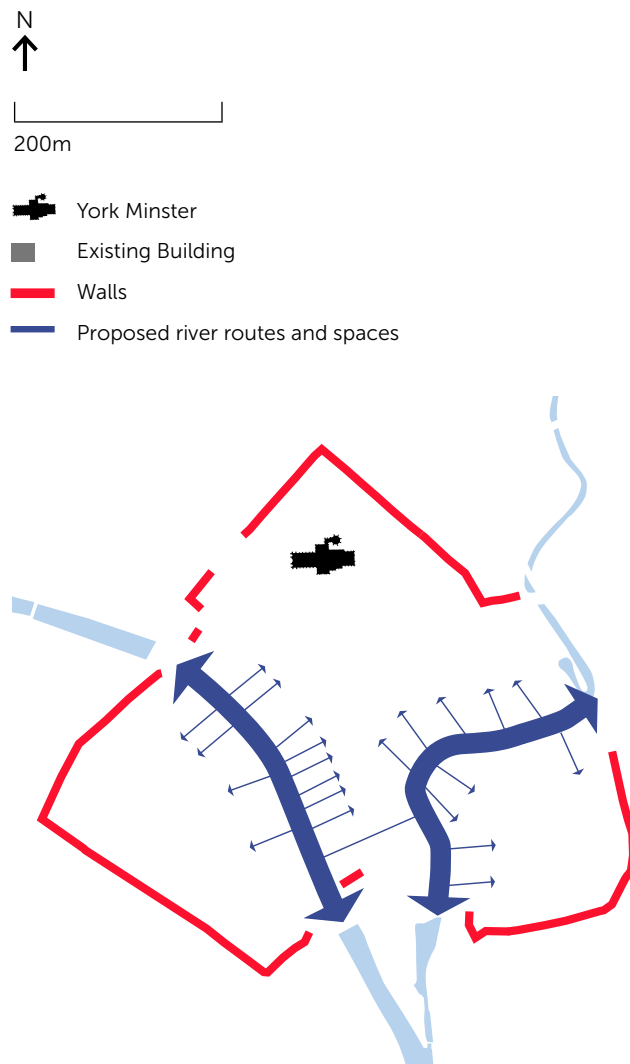 N
200m
York Minster
Existing Building
Walls
Proposed river routes and spaces